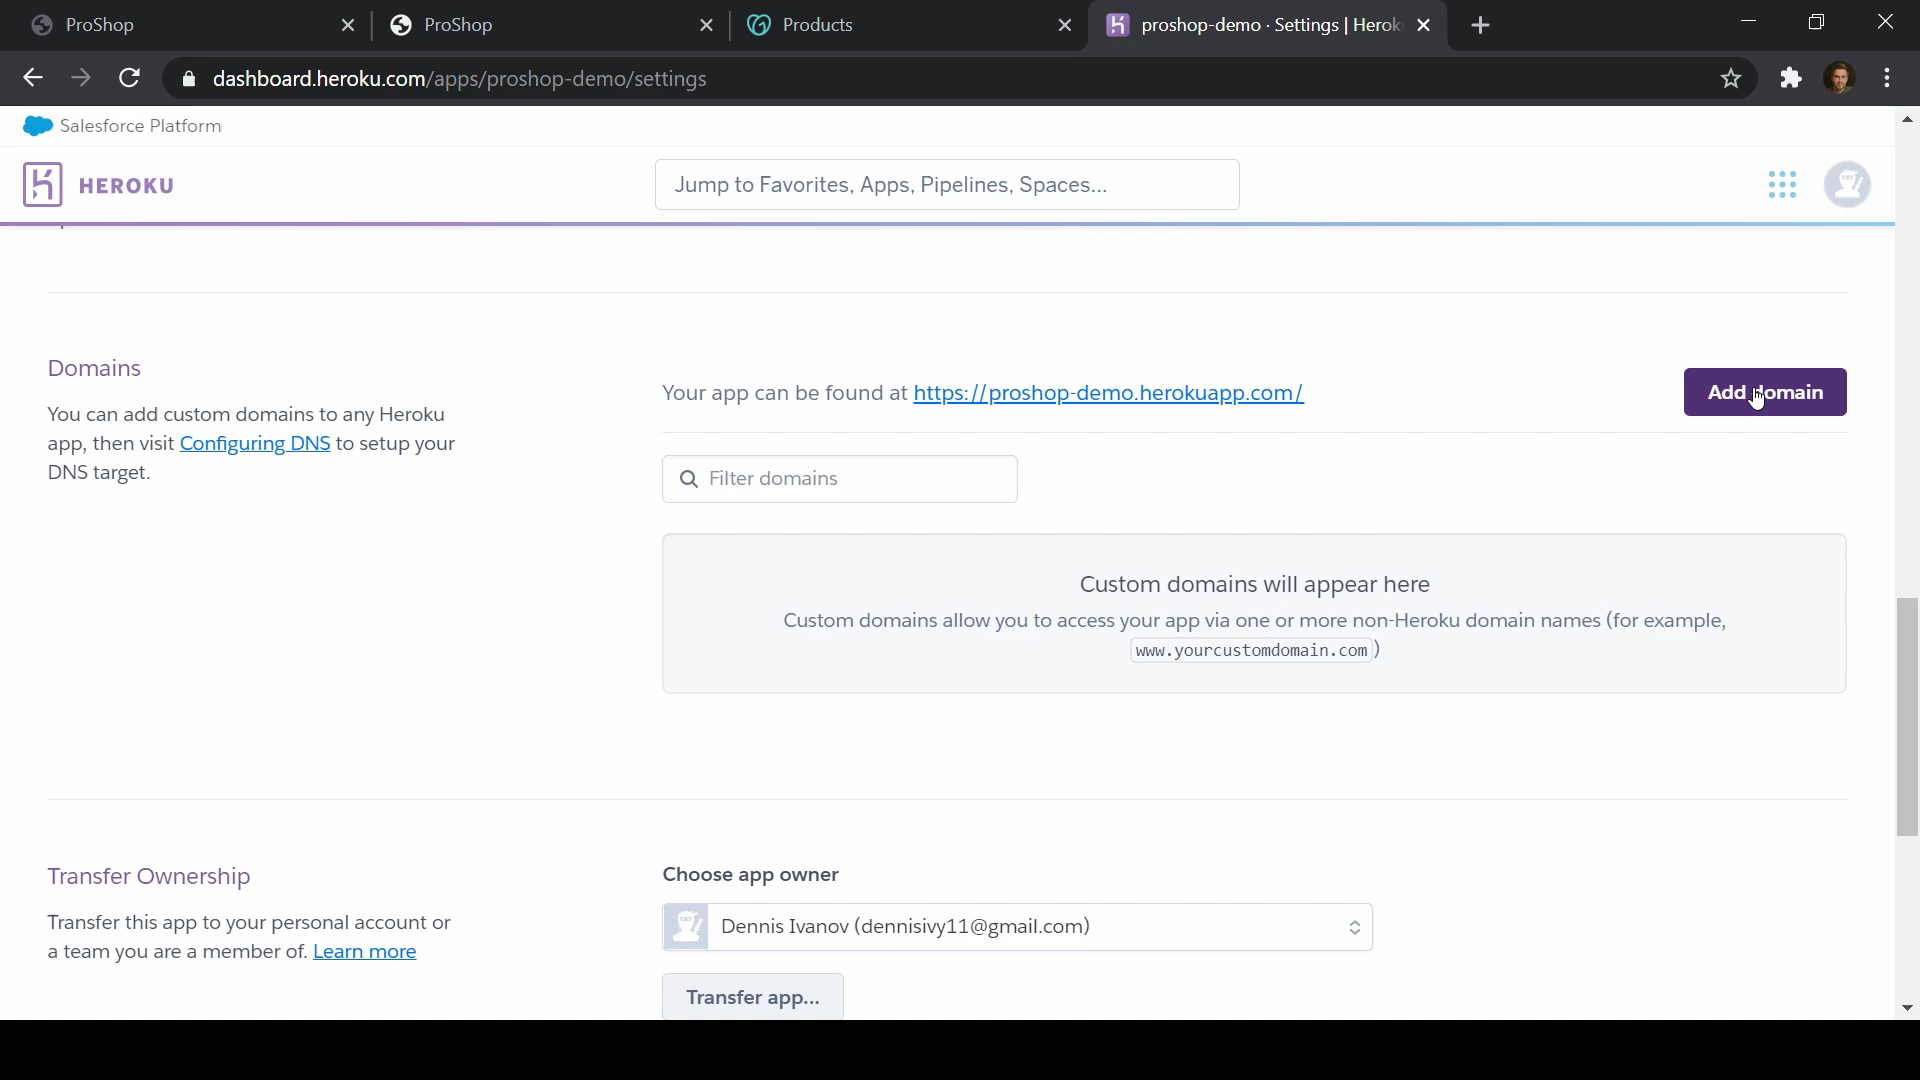 ProShop
ProShop
Products
proshop-demo · Settings | Herok
dashboard.heroku.com/apps/proshop-demo/settings
Salesforce Platform
HEROKU
Jump to Favorites, Apps, Pipelines, Spaces...
Domains
You can add custom domains to any Heroku
app, then visit Configuring DNS to setup your
DNS target.
Your app can be found at https://proshop-demo.herokuapp.com/
Add domain
Filter domains
Custom domains will appear here
Custom domains allow you to access your app via one or more non-Heroku domain names (for example,
www.yourcustomdomain.com)
Transfer Ownership
Transfer this app to your personal account or
a team you are a member of. Learn more
Choose app owner
Dennis Ivanov (dennisivy11@gmail.com)
Transfer app...